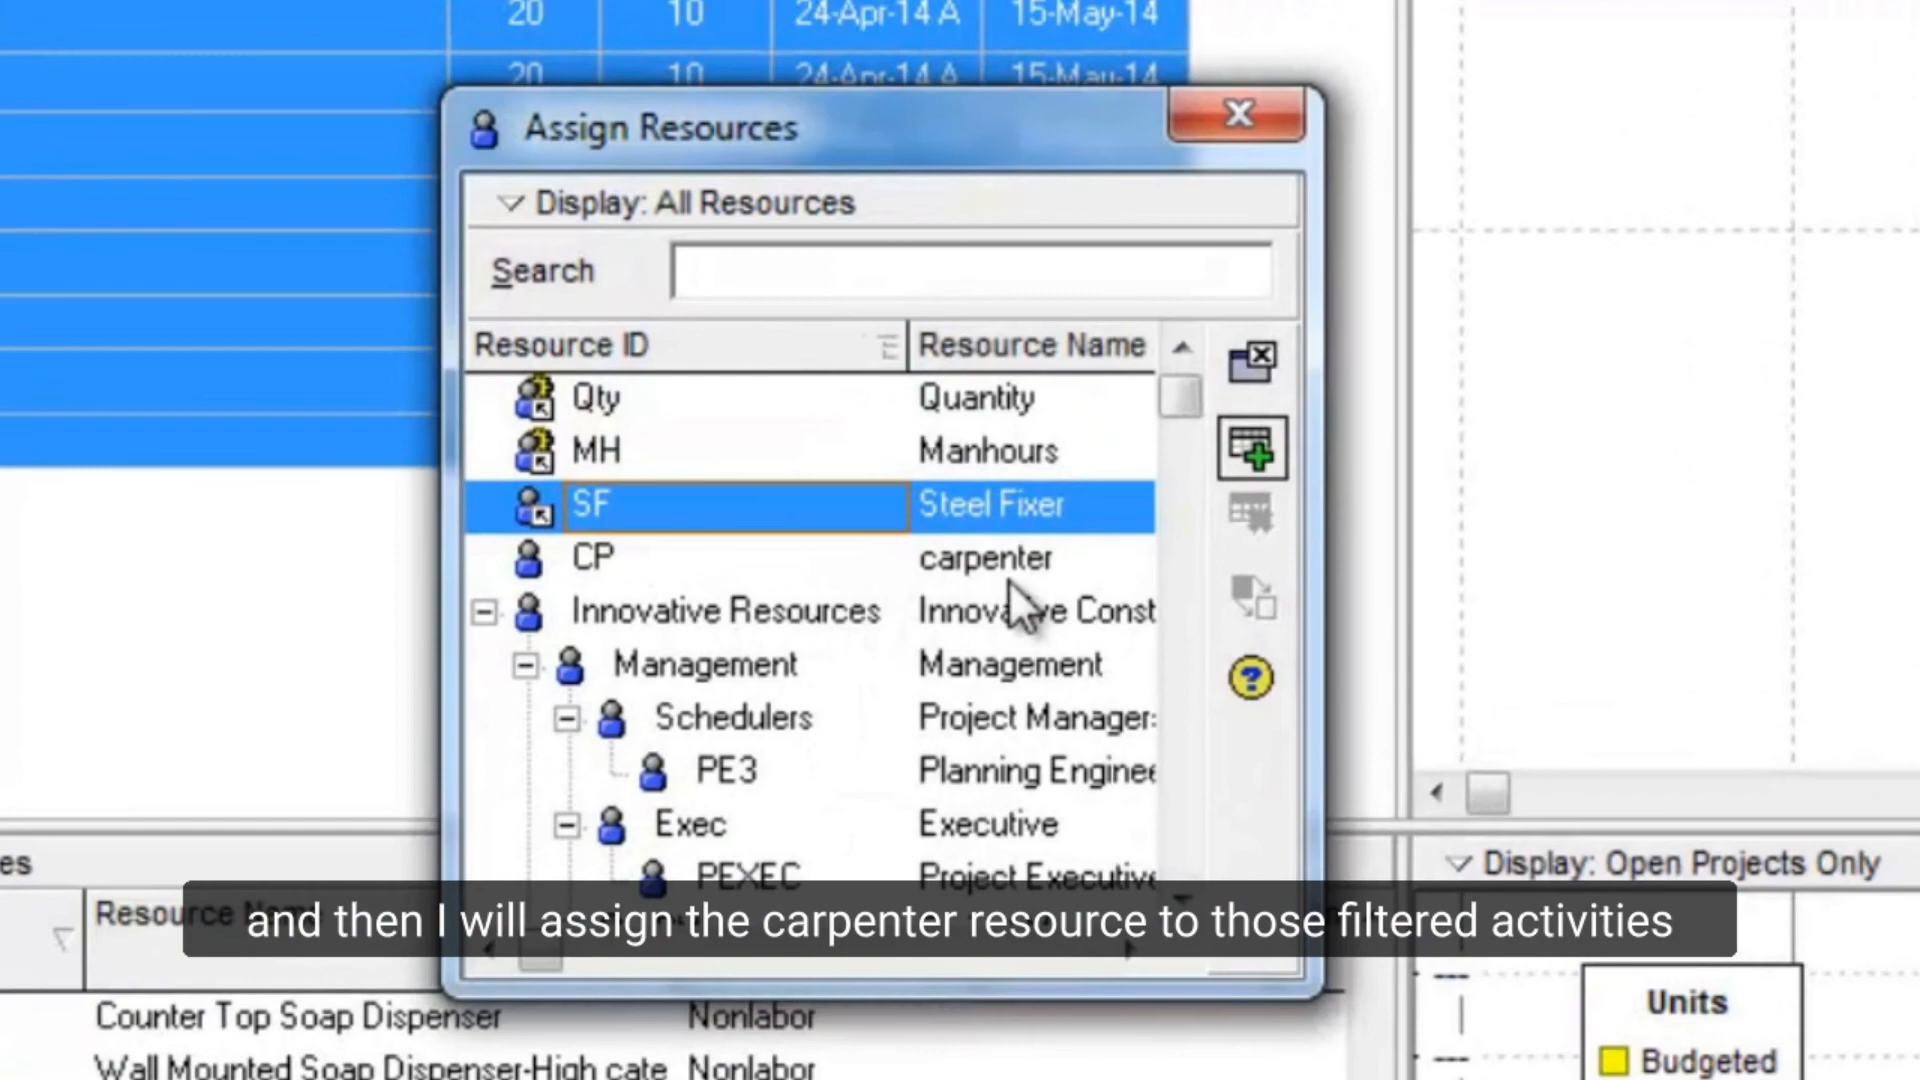 20 10 24-Apr-14 A 15-May-14
20 10 24-Apr-14 A 15-May-14
Assign Resources
Display: All Resources
Search
Resource ID Resource Name
Qty Quantity
MH Manhours
SF Steel Fixer
CP carpenter
Innovative Resources Innovative Const
Management Management
Schedulers Project Manager
PE3 Planning Enginee
Exec Executive
PEXEC Project Executive
es
Display: Open Projects Only
Resource Name
and then I will assign the carpenter resource to those filtered activities
Units
Budgeted
Counter Top Soap Dispenser Nonlabor
Wall Mounted Soap Dispenser-High cate Nonlabor